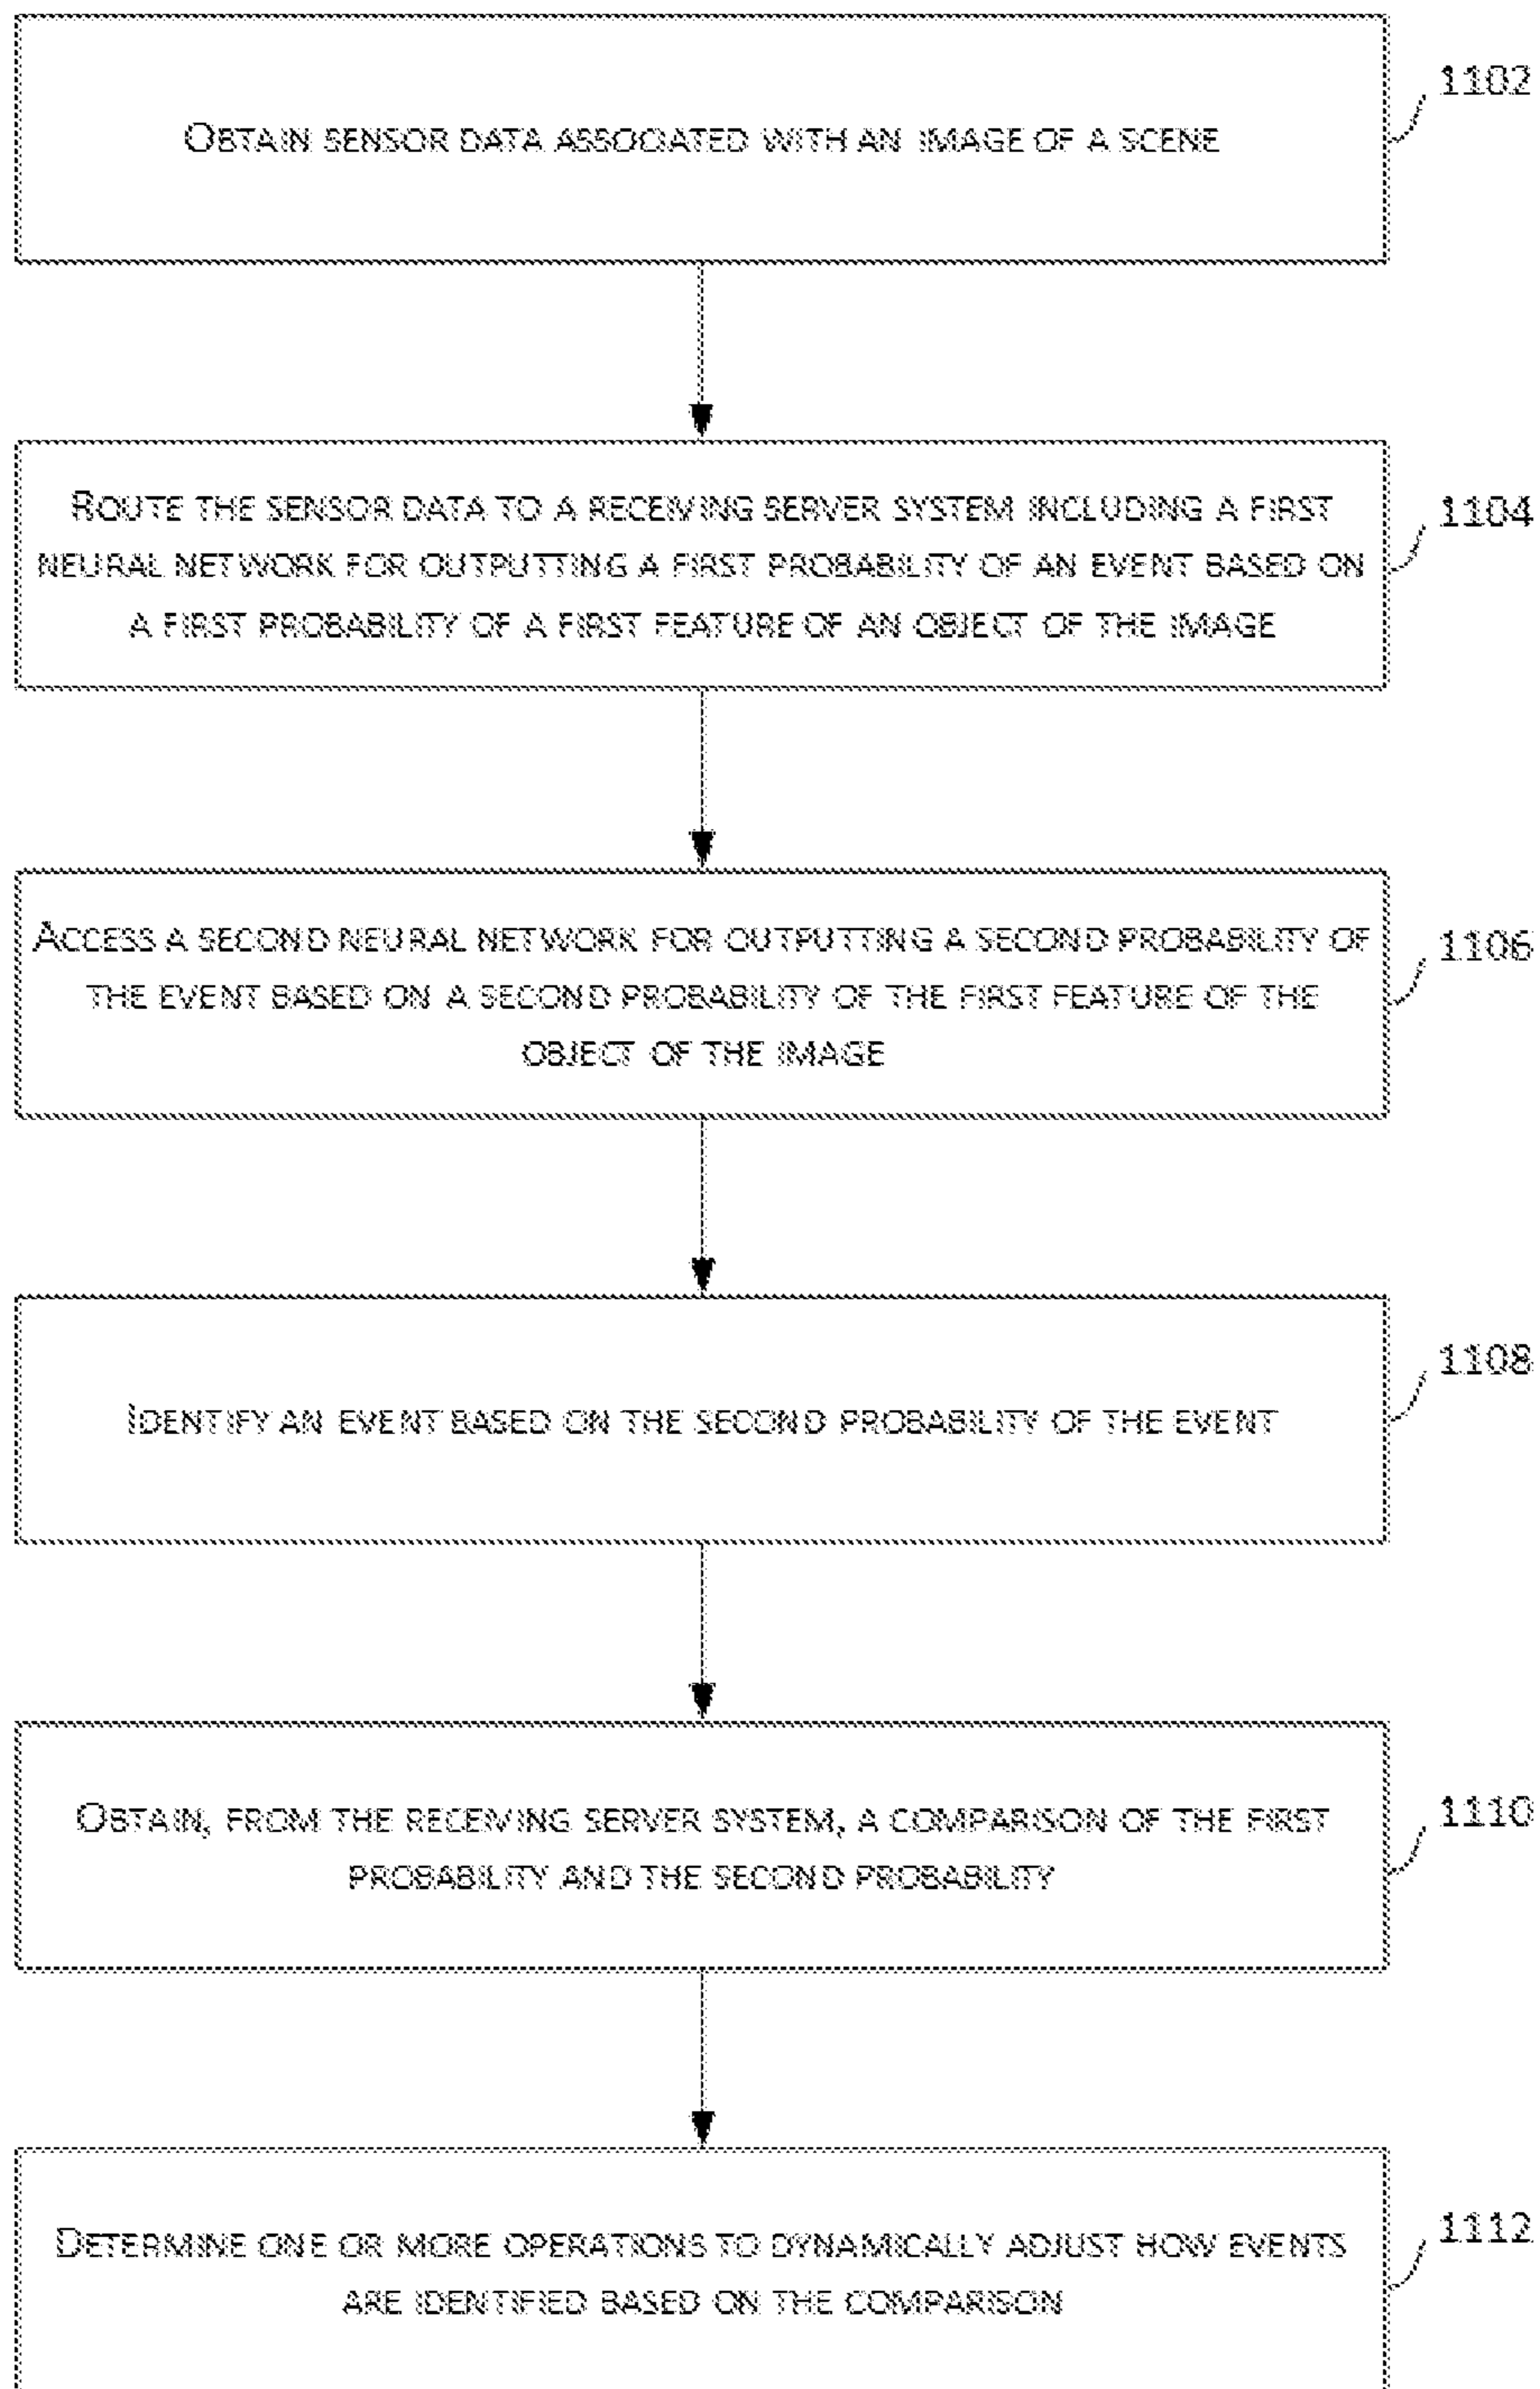 OBTAIN SENSOR DATA ASSOCIATED WITH AN IMAGE OF A SCENE
1102
ROUTE THE SENSOR DATA TO A RECEIVING SERVER SYSTEM INCLUDING A FIRST
NEURAL NETWORK FOR OUTPUTTING A FIRST PROBABILITY OF AN EVENT BASED ON
A FIRST PROBABILITY OF A FIRST FEATURE OF AN OBJECT OF THE IMAGE
1104
ACCESS A SECOND NEURAL NETWORK FOR OUTPUTTING A SECOND PROBABILITY OF
THE EVENT BASED ON A SECOND PROBABILITY OF THE FIRST FEATURE OF THE
OBJECT OF THE IMAGE
1106
IDENTIFY AN EVENT BASED ON THE SECOND PROBABILITY OF THE EVENT
1108
OBTAIN, FROM THE RECEIVING SERVER SYSTEM, A COMPARISON OF THE FIRST
PROBABILITY AND THE SECOND PROBABILITY
1110
DETERMINE ONE OR MORE OPERATIONS TO DYNAMICALLY ADJUST HOW EVENTS
ARE IDENTIFIED BASED ON THE COMPARISON
1112